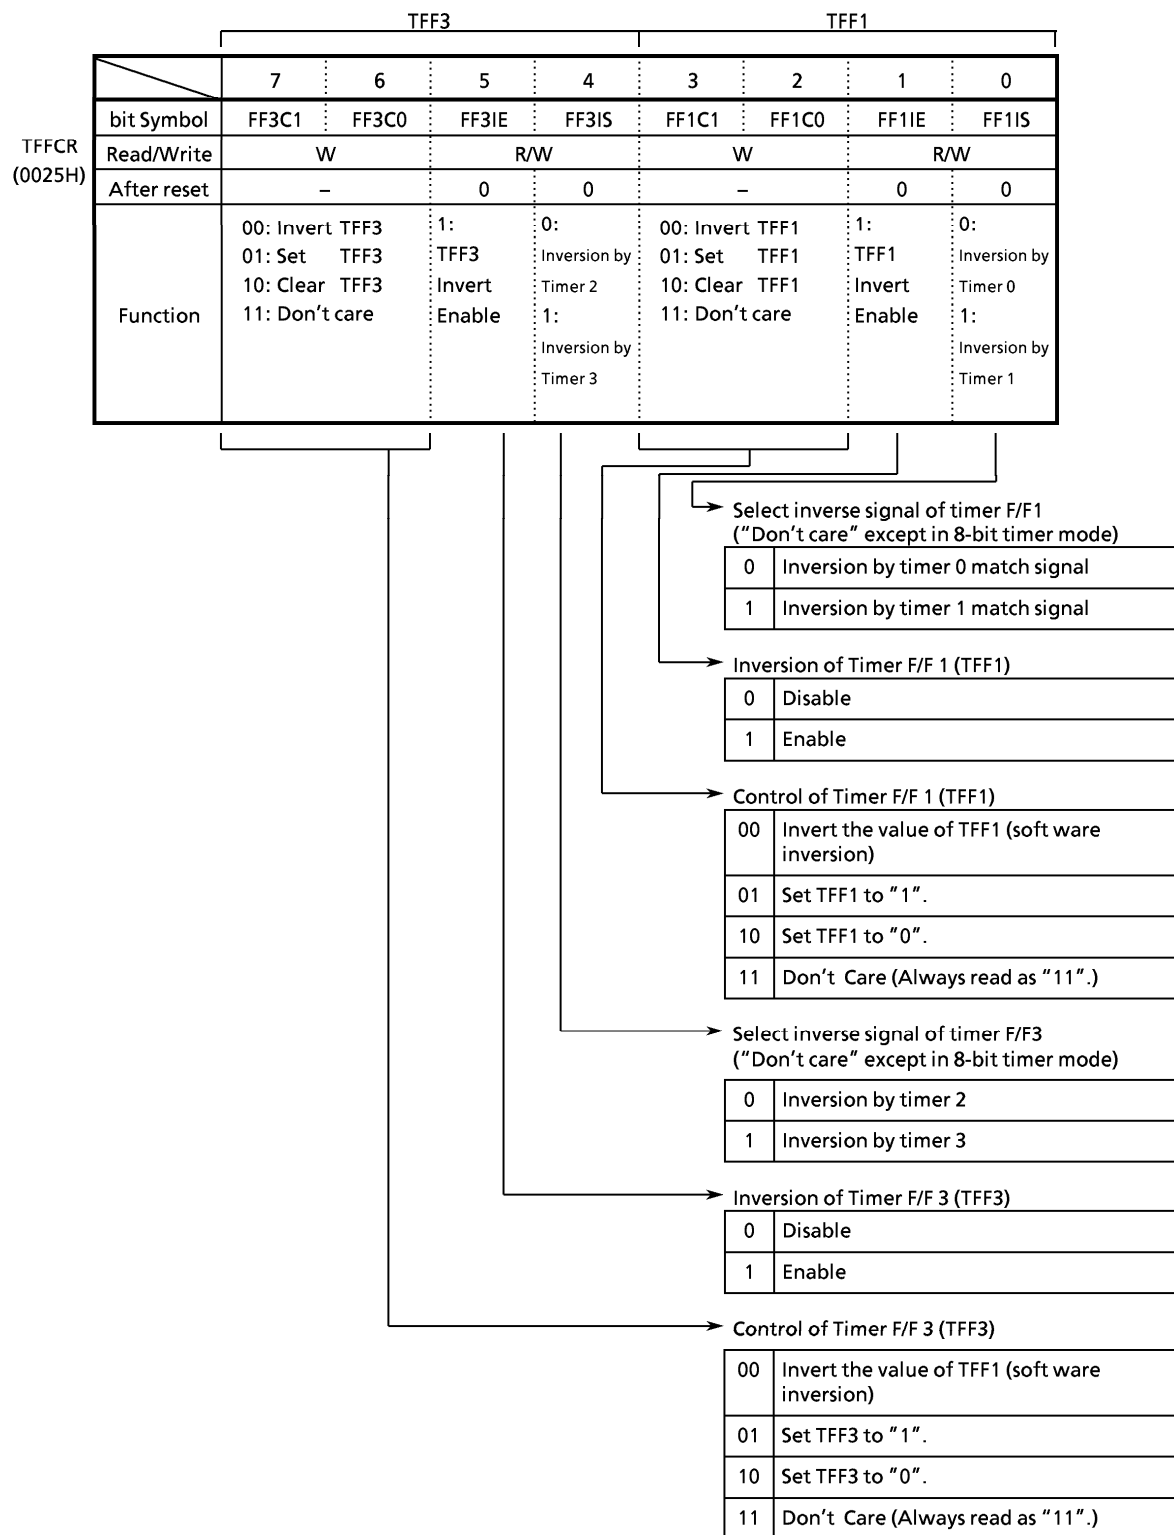 TFF3 TFF1
7 6 5 4 3 2 1 0
bit Symbol FF3C1 FF3C0 FF3IE FF3IS FF1C1 FF1C0 FF1IE FF1IS
TFFCR
(0025H)
Read/Write W R/W W R/W
After reset – 0 0 – 0 0
Function
00: Invert TFF3
01: Set TFF3
10: Clear TFF3
11: Don't care
1:
TFF3
Invert
Enable
0:
Inversion by
Timer 2
1:
Inversion by
Timer 3
00: Invert TFF1
01: Set TFF1
10: Clear TFF1
11: Don't care
1:
TFF1
Invert
Enable
0:
Inversion by
Timer 0
1:
Inversion by
Timer 1
Select inverse signal of timer F/F1
("Don't care" except in 8-bit timer mode)
0 Inversion by timer 0 match signal
1 Inversion by timer 1 match signal
Inversion of Timer F/F 1 (TFF1)
0 Disable
1 Enable
Control of Timer F/F 1 (TFF1)
00 Invert the value of TFF1 (soft ware
inversion)
01 Set TFF1 to "1".
10 Set TFF1 to "0".
11 Don't Care (Always read as "11".)
Select inverse signal of timer F/F3
("Don't care" except in 8-bit timer mode)
0 Inversion by timer 2
1 Inversion by timer 3
Inversion of Timer F/F 3 (TFF3)
0 Disable
1 Enable
Control of Timer F/F 3 (TFF3)
00 Invert the value of TFF1 (soft ware
inversion)
01 Set TFF3 to "1".
10 Set TFF3 to "0".
11 Don't Care (Always read as "11".)